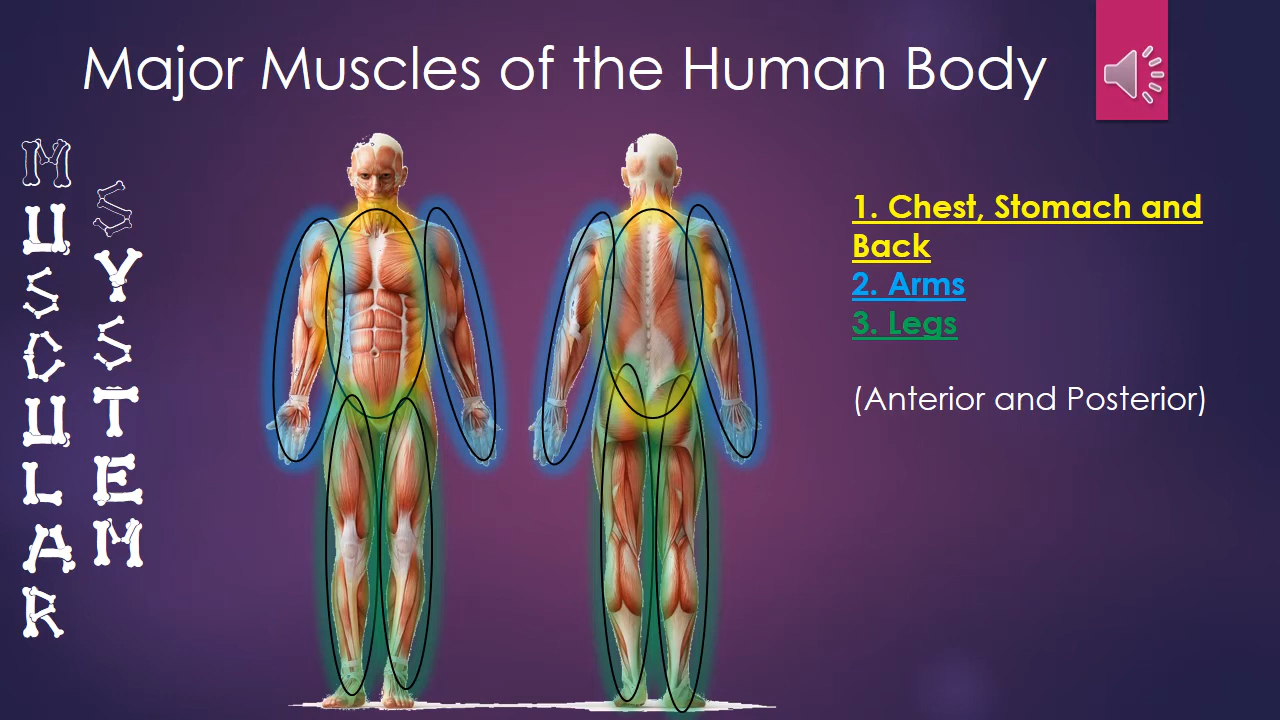 Major Muscles of the Human Body
MUSCULAR
SYSTEM
1. Chest, Stomach and
Back
2. Arms
3. Legs
(Anterior and Posterior)